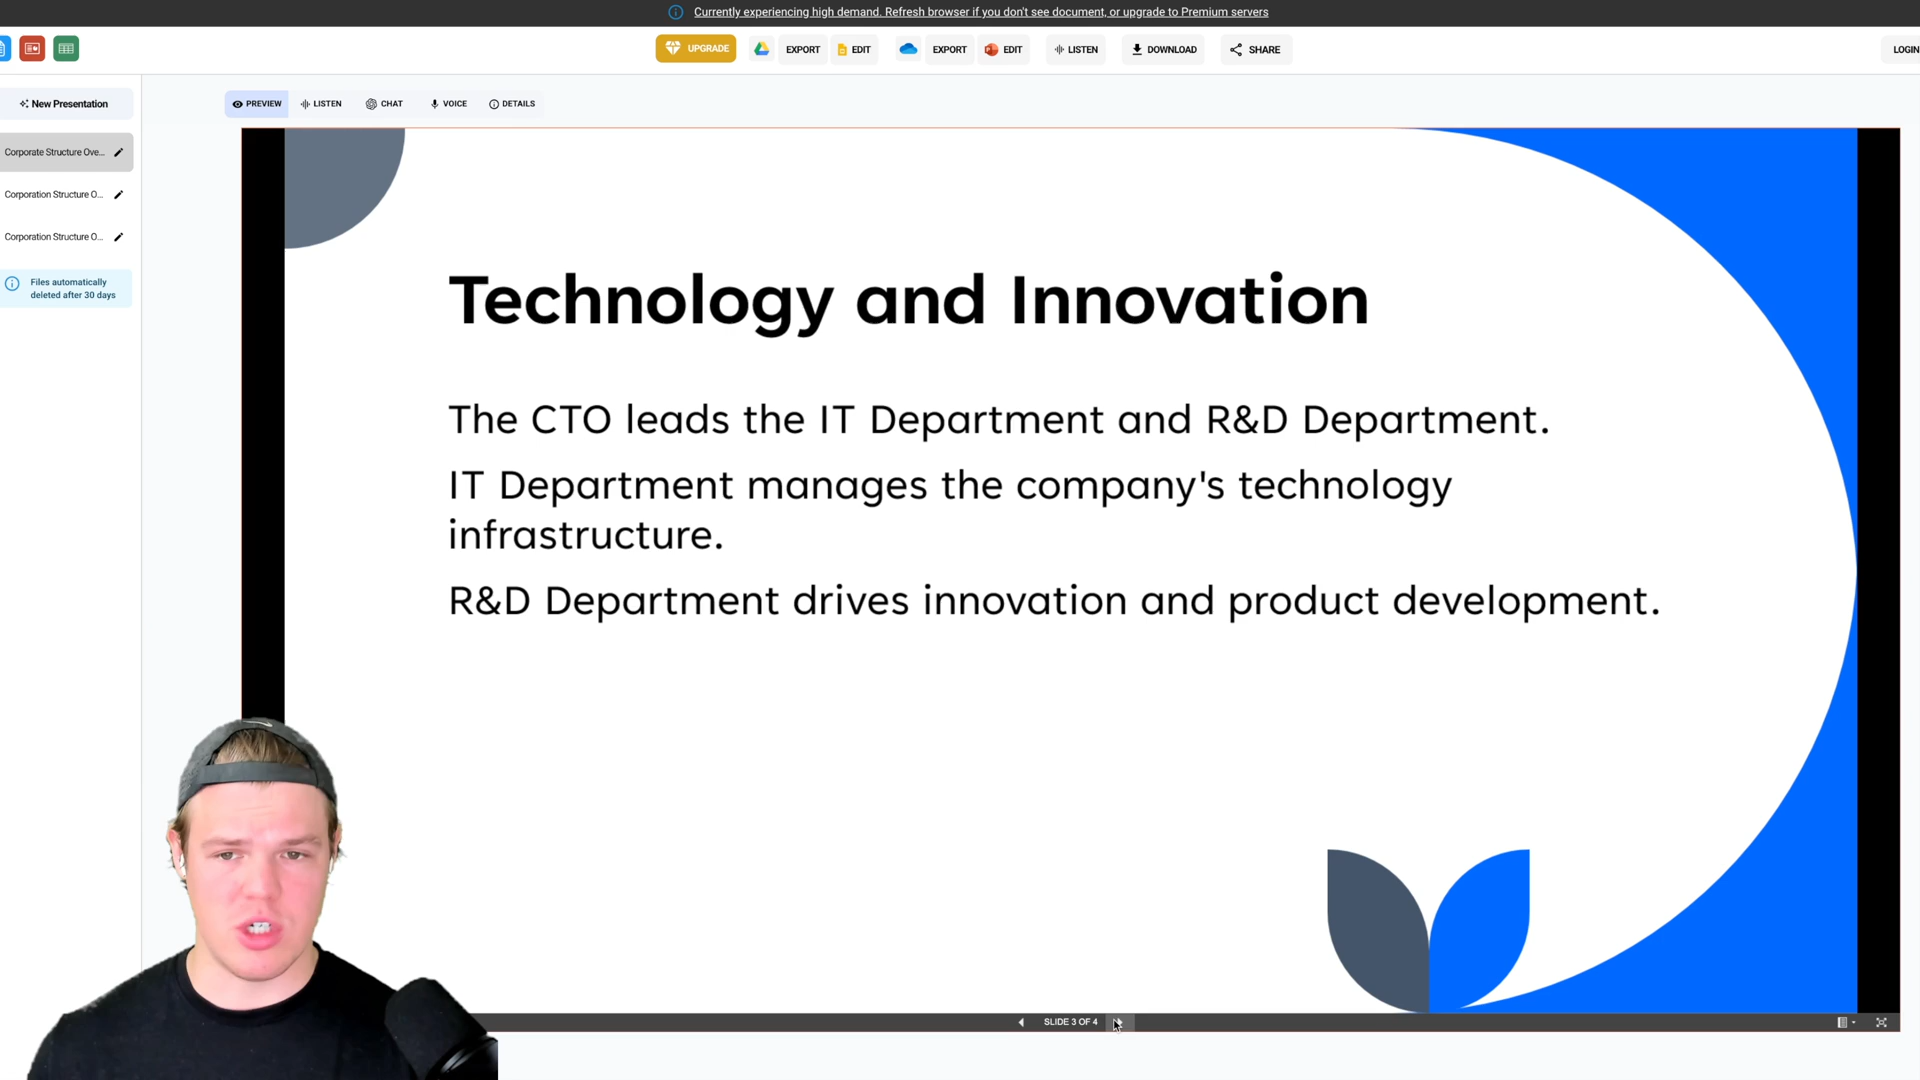 Currently experiencing high demand. Refresh browser if you don't see document, or upgrade to Premium servers
UPGRADE
EXPORT
EDIT
EXPORT
EDIT
LISTEN
DOWNLOAD
SHARE
LOGIN
New Presentation
PREVIEW
LISTEN
CHAT
VOICE
DETAILS
Corporate Structure Ove...
Corporation Structure O...
Corporation Structure O...
Files automatically
deleted after 30 days
Technology and Innovation
The CTO leads the IT Department and R&D Department.
IT Department manages the company's technology
infrastructure.
R&D Department drives innovation and product development.
SLIDE 3 OF 4